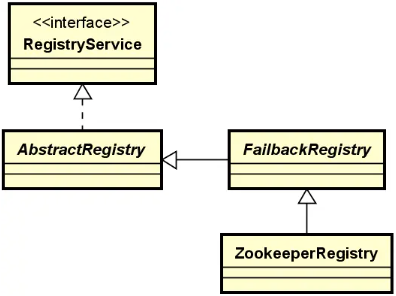 <<interface>>
RegistryService
AbstractRegistry
FailbackRegistry
ZookeeperRegistry